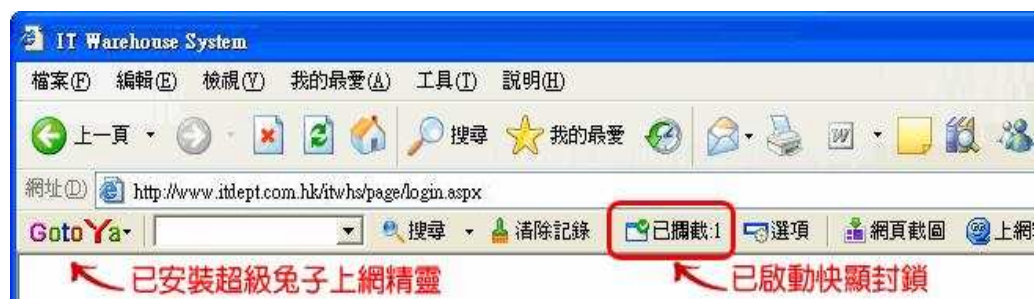 IT Warehouse System
檔案(F) 編輯(E) 檢視(V) 我的最愛(A) 工具(T) 說明(H)
上一頁 搜尋 我的最愛 W
網址(D) http://www.itdept.com.hk/itwhs/page/login.aspx
GotoYa 搜尋 清除記錄 已攔截:1 選項 網頁截圖 上網
已安裝超級兔子上網精靈 已啟動快顯封鎖